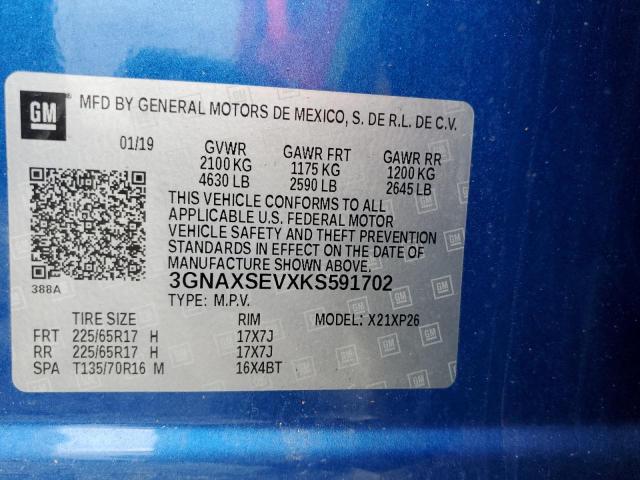 GM
MFD BY GENERAL MOTORS DE MEXICO, S. DE R.L. DE C.V.
01/19 GVWR GAWR FRT GAWR RR
2100 KG 1175 KG 1200 KG
4630 LB 2590 LB 2645 LB
THIS VEHICLE CONFORMS TO ALL
APPLICABLE U.S. FEDERAL MOTOR
VEHICLE SAFETY AND THEFT PREVENTION
STANDARDS IN EFFECT ON THE DATE OF
MANUFACTURE SHOWN ABOVE.
388A
3GNAXSEVXKS591702
TYPE: M.P.V.
TIRE SIZE RIM MODEL: X21XP26
FRT 225/65R17 H 17X7J
RR 225/65R17 H 17X7J
SPA T135/70R16 M 16X4BT